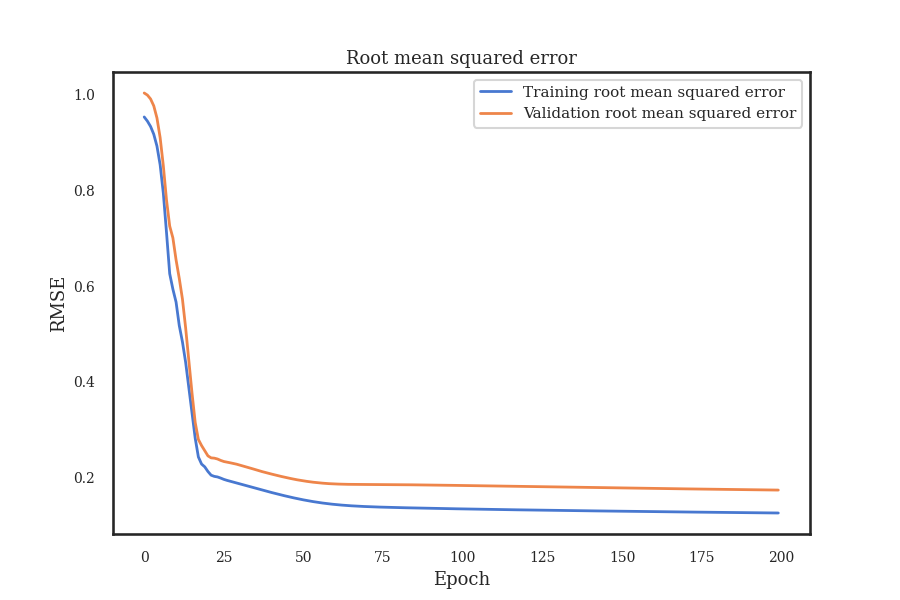 Root mean squared error
Training root mean squared error
Validation root mean squared error
RMSE
1.0
0.8
0.6
0.4
0.2
0 25 50 75 100 125 150 175 200
Epoch